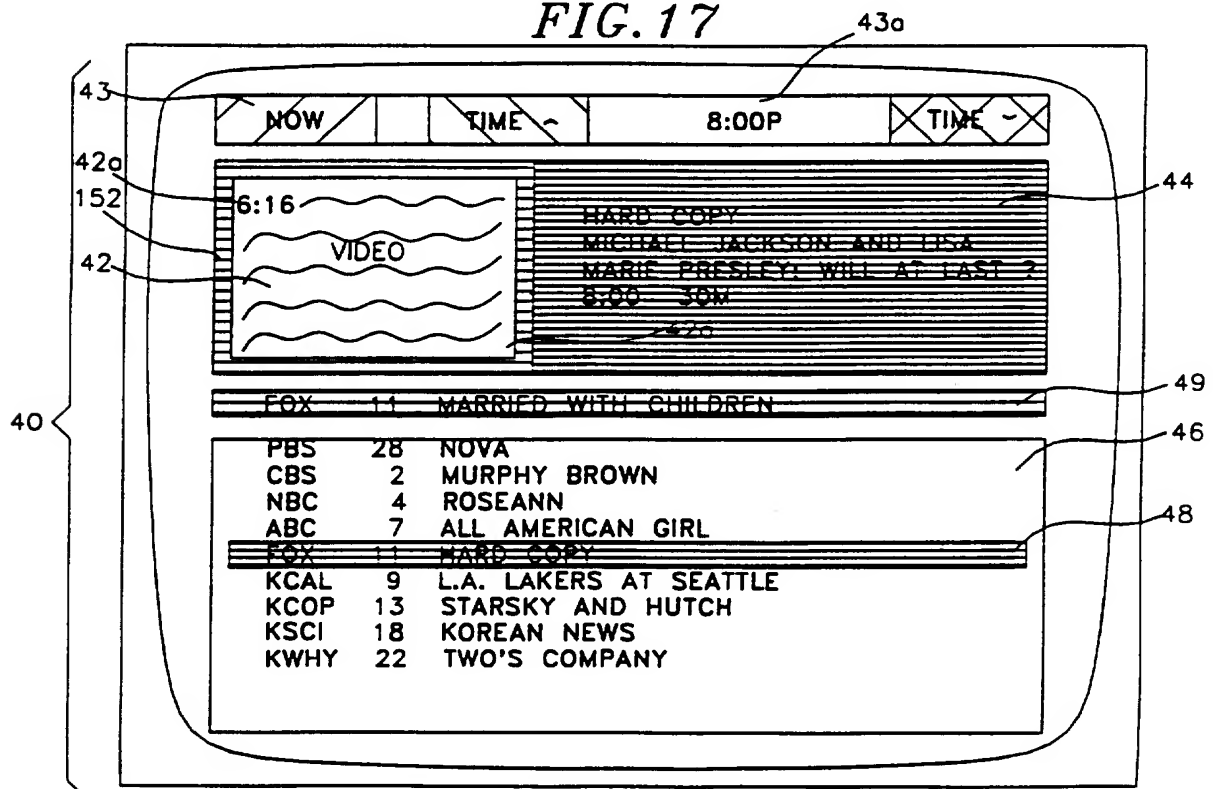 FIG. 17
43a
43
NOW
TIME ~
8:00P
TIME ~
42a
6:16
152
VIDEO
42
44
HARD COPY
MICHAEL JACKSON AND LISA
MARIE PRESLEY: WILL AT LAST ?
8:00 30M
42a
49
FOX 11 MARRIED WITH CHILDREN
40
46
PBS 28 NOVA
CBS 2 MURPHY BROWN
NBC 4 ROSEANN
ABC 7 ALL AMERICAN GIRL
48
FOX 11 HARD COPY
KCAL 9 L.A. LAKERS AT SEATTLE
KCOP 13 STARSKY AND HUTCH
KSCI 18 KOREAN NEWS
KWHY 22 TWO'S COMPANY